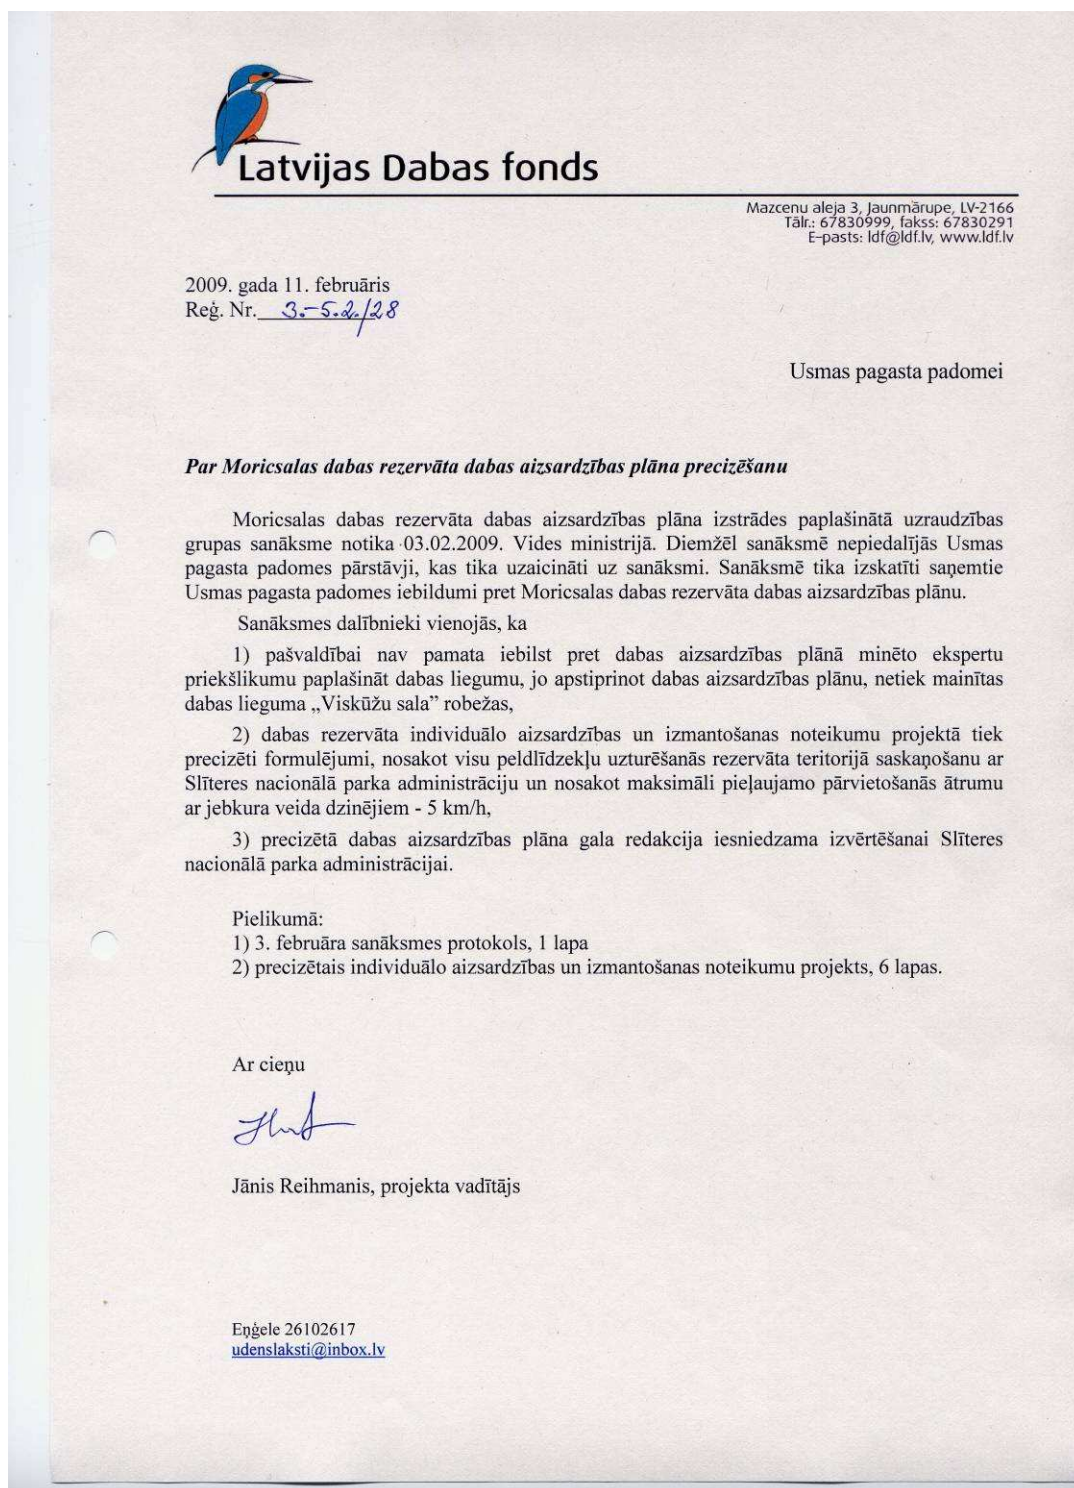 Latvijas Dabas fonds
Mazcenu aleja 3, Jaunmārupe, LV-2166
Tālr.: 67830999, fakss: 67830291
E-pasts: ldf@ldf.lv, www.ldf.lv
2009. gada 11. februāris
Reģ. Nr. 3.-5.2./28
Usmas pagasta padomei
Par Moricsalas dabas rezervāta dabas aizsardzības plāna precizēšanu
Moricsalas dabas rezervāta dabas aizsardzības plāna izstrādes paplašinātā uzraudzības
grupas sanāksme notika 03.02.2009. Vides ministrijā. Diemžēl sanāksmē nepiedalījās Usmas
pagasta padomes pārstāvji, kas tika uzaicināti uz sanāksmi. Sanāksmē tika izskatīti saņemtie
Usmas pagasta padomes iebildumi pret Moricsalas dabas rezervāta dabas aizsardzības plānu.
Sanāksmes dalībnieki vienojās, ka
1) pašvaldībai nav pamata iebilst pret dabas aizsardzības plānā minēto ekspertu
priekšlikumu paplašināt dabas liegumu, jo apstiprinot dabas aizsardzības plānu, netiek mainītas
dabas lieguma „Viskūžu sala” robežas,
2) dabas rezervāta individuālo aizsardzības un izmantošanas noteikumu projektā tiek
precizēti formulējumi, nosakot visu peldlīdzekļu uzturēšanās rezervāta teritorijā saskaņošanu ar
Slīteres nacionālā parka administrāciju un nosakot maksimāli pieļaujamo pārvietošanās ātrumu
ar jebkura veida dzinējiem - 5 km/h,
3) precizētā dabas aizsardzības plāna gala redakcija iesniedzama izvērtēšanai Slīteres
nacionālā parka administrācijai.
Pielikumā:
1) 3. februāra sanāksmes protokols, 1 lapa
2) precizētais individuālo aizsardzības un izmantošanas noteikumu projekts, 6 lapas.
Ar cieņu
Jānis Reihmanis, projekta vadītājs
Eņģele 26102617
udenslaksti@inbox.lv